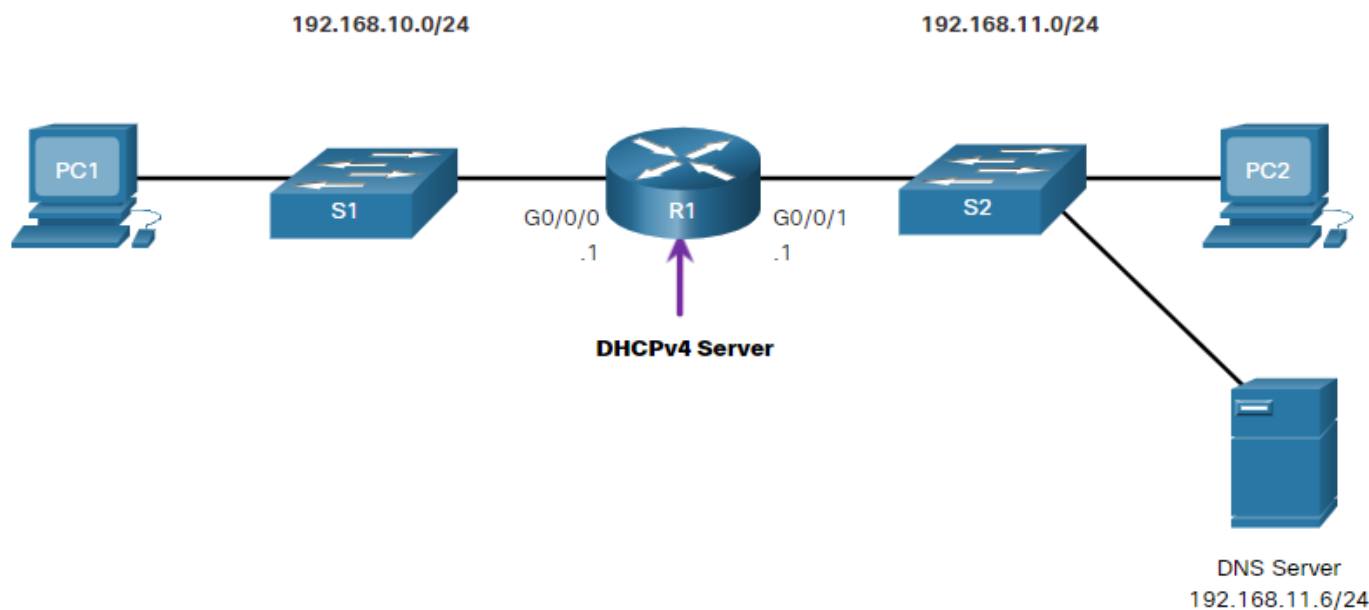 192.168.10.0/24
192.168.11.0/24
PC1
S1
G0/0/0
.1
R1
G0/0/1
.1
S2
PC2
DHCPv4 Server
DNS Server
192.168.11.6/24